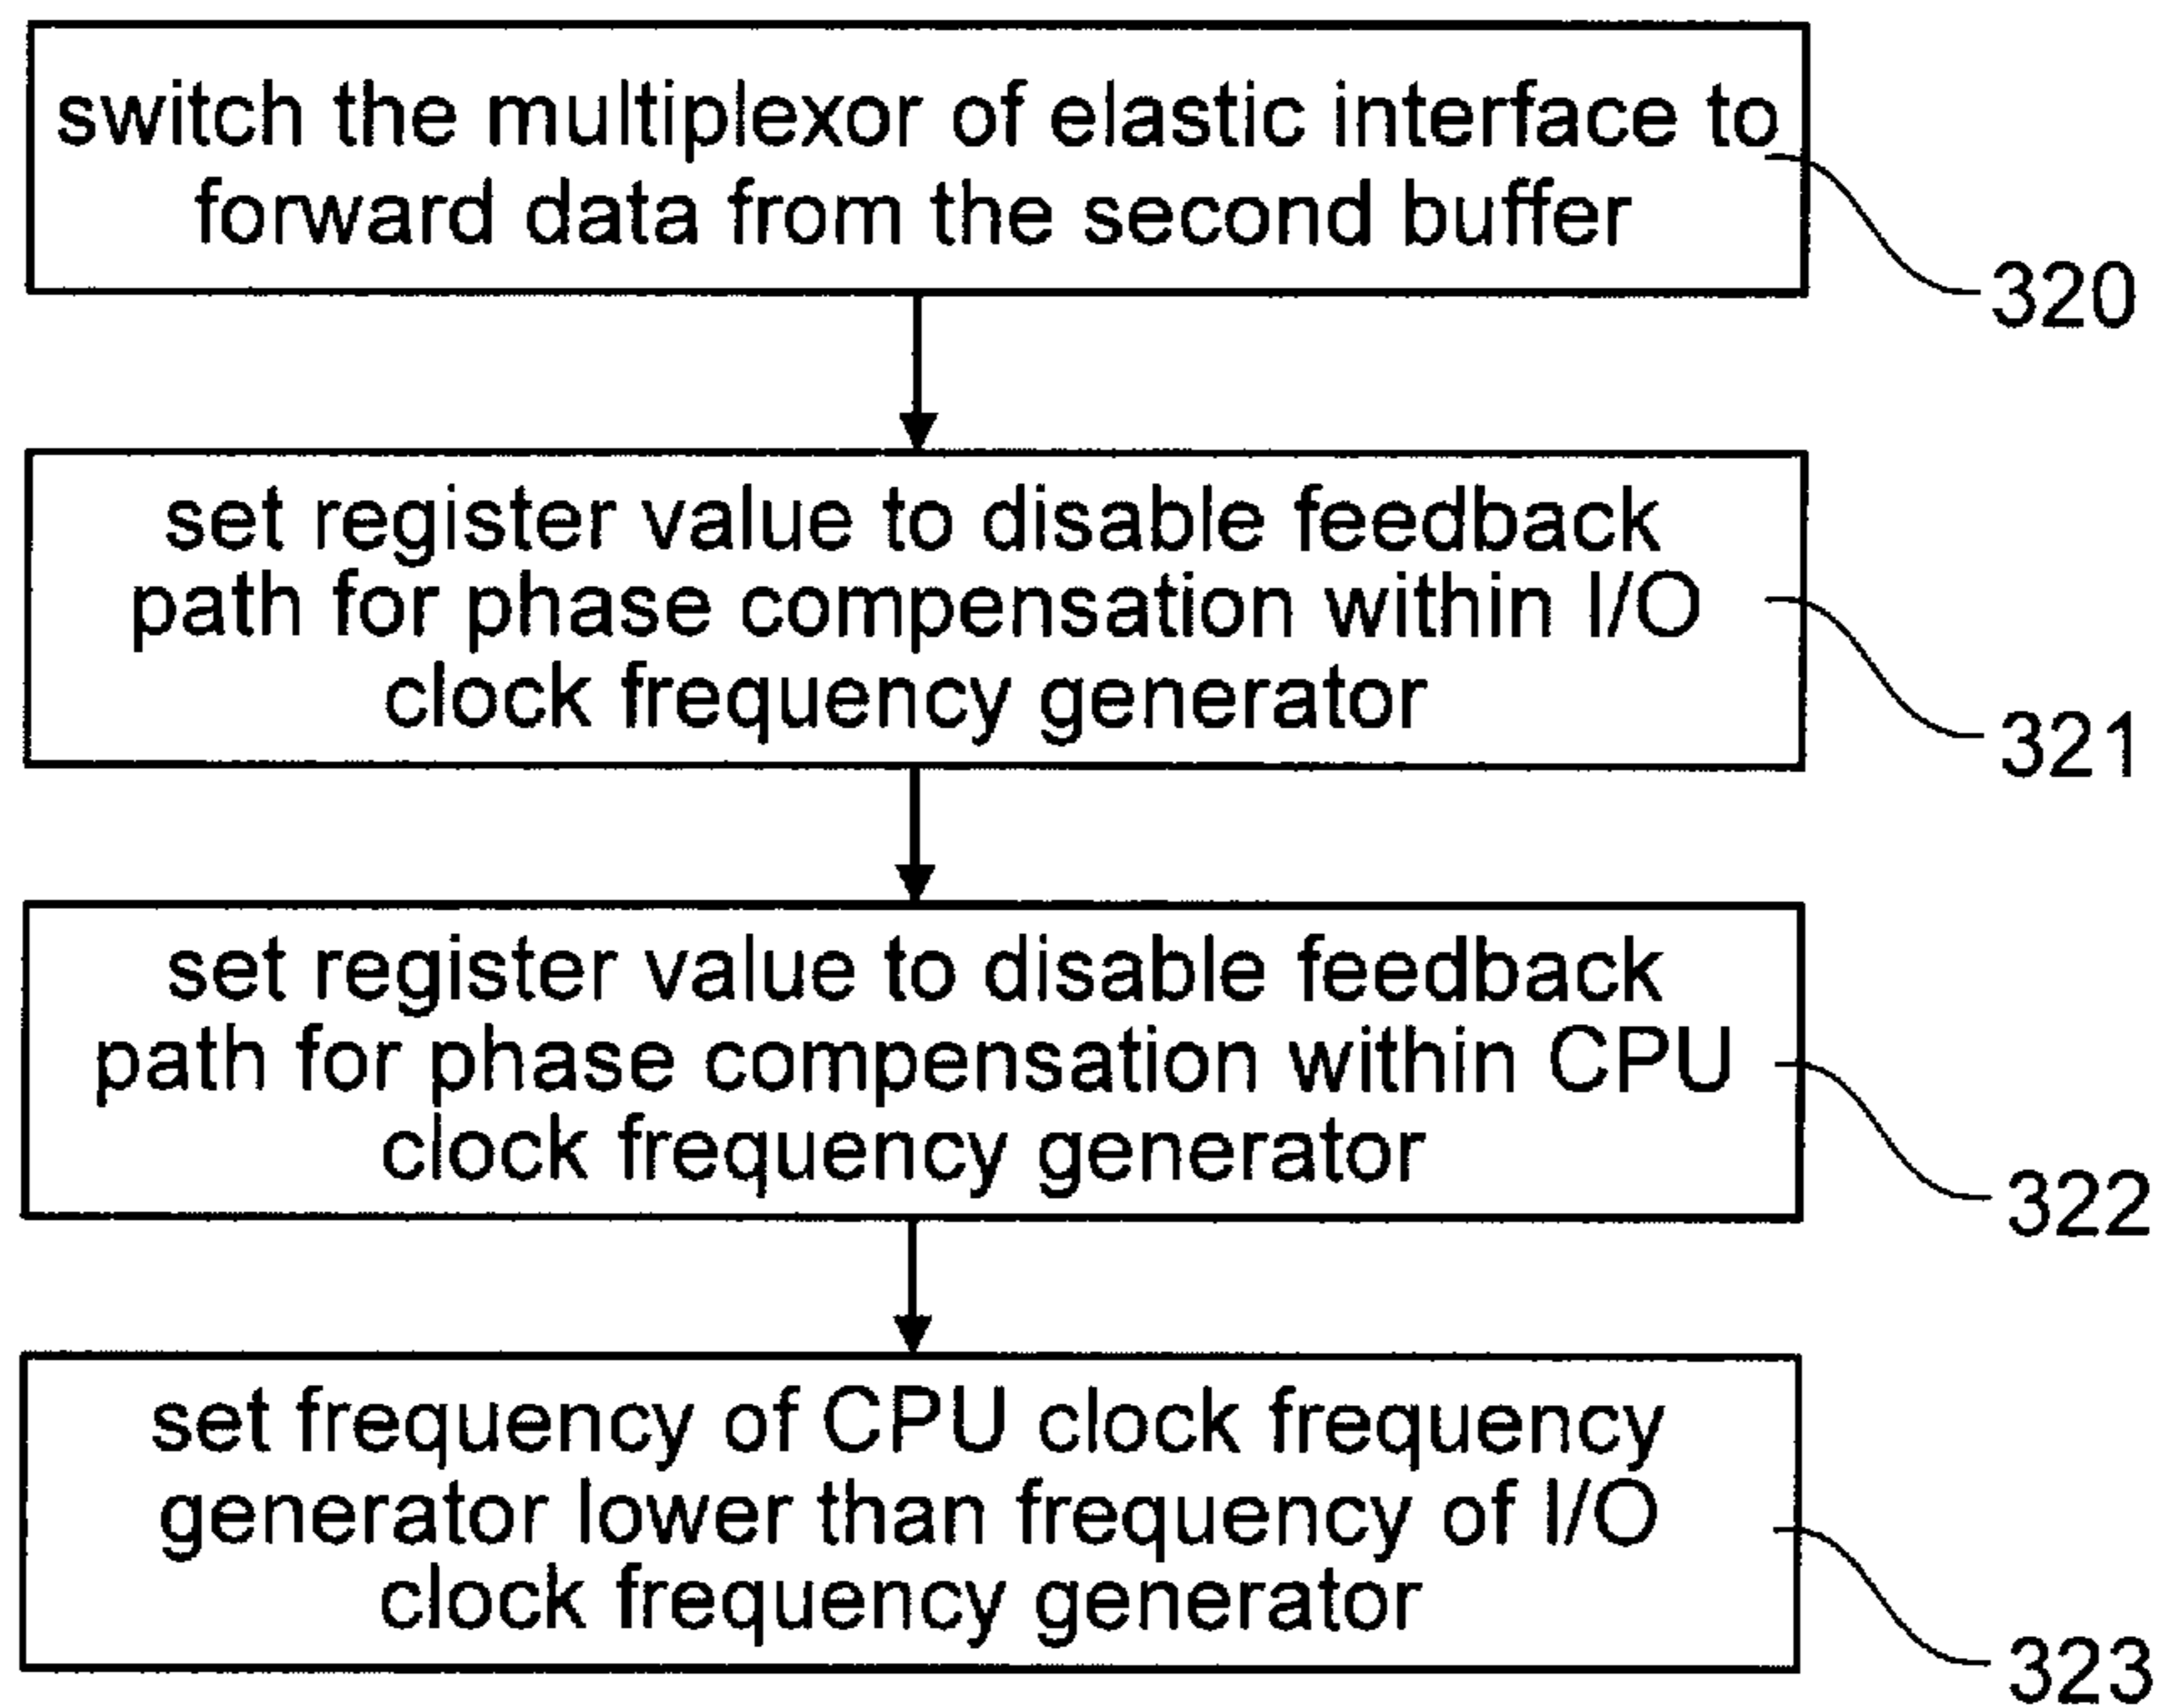 switch the multiplexor of elastic interface to
forward data from the second buffer
320
set register value to disable feedback
path for phase compensation within I/O
clock frequency generator
321
set register value to disable feedback
path for phase compensation within CPU
clock frequency generator
322
set frequency of CPU clock frequency
generator lower than frequency of I/O
clock frequency generator
323